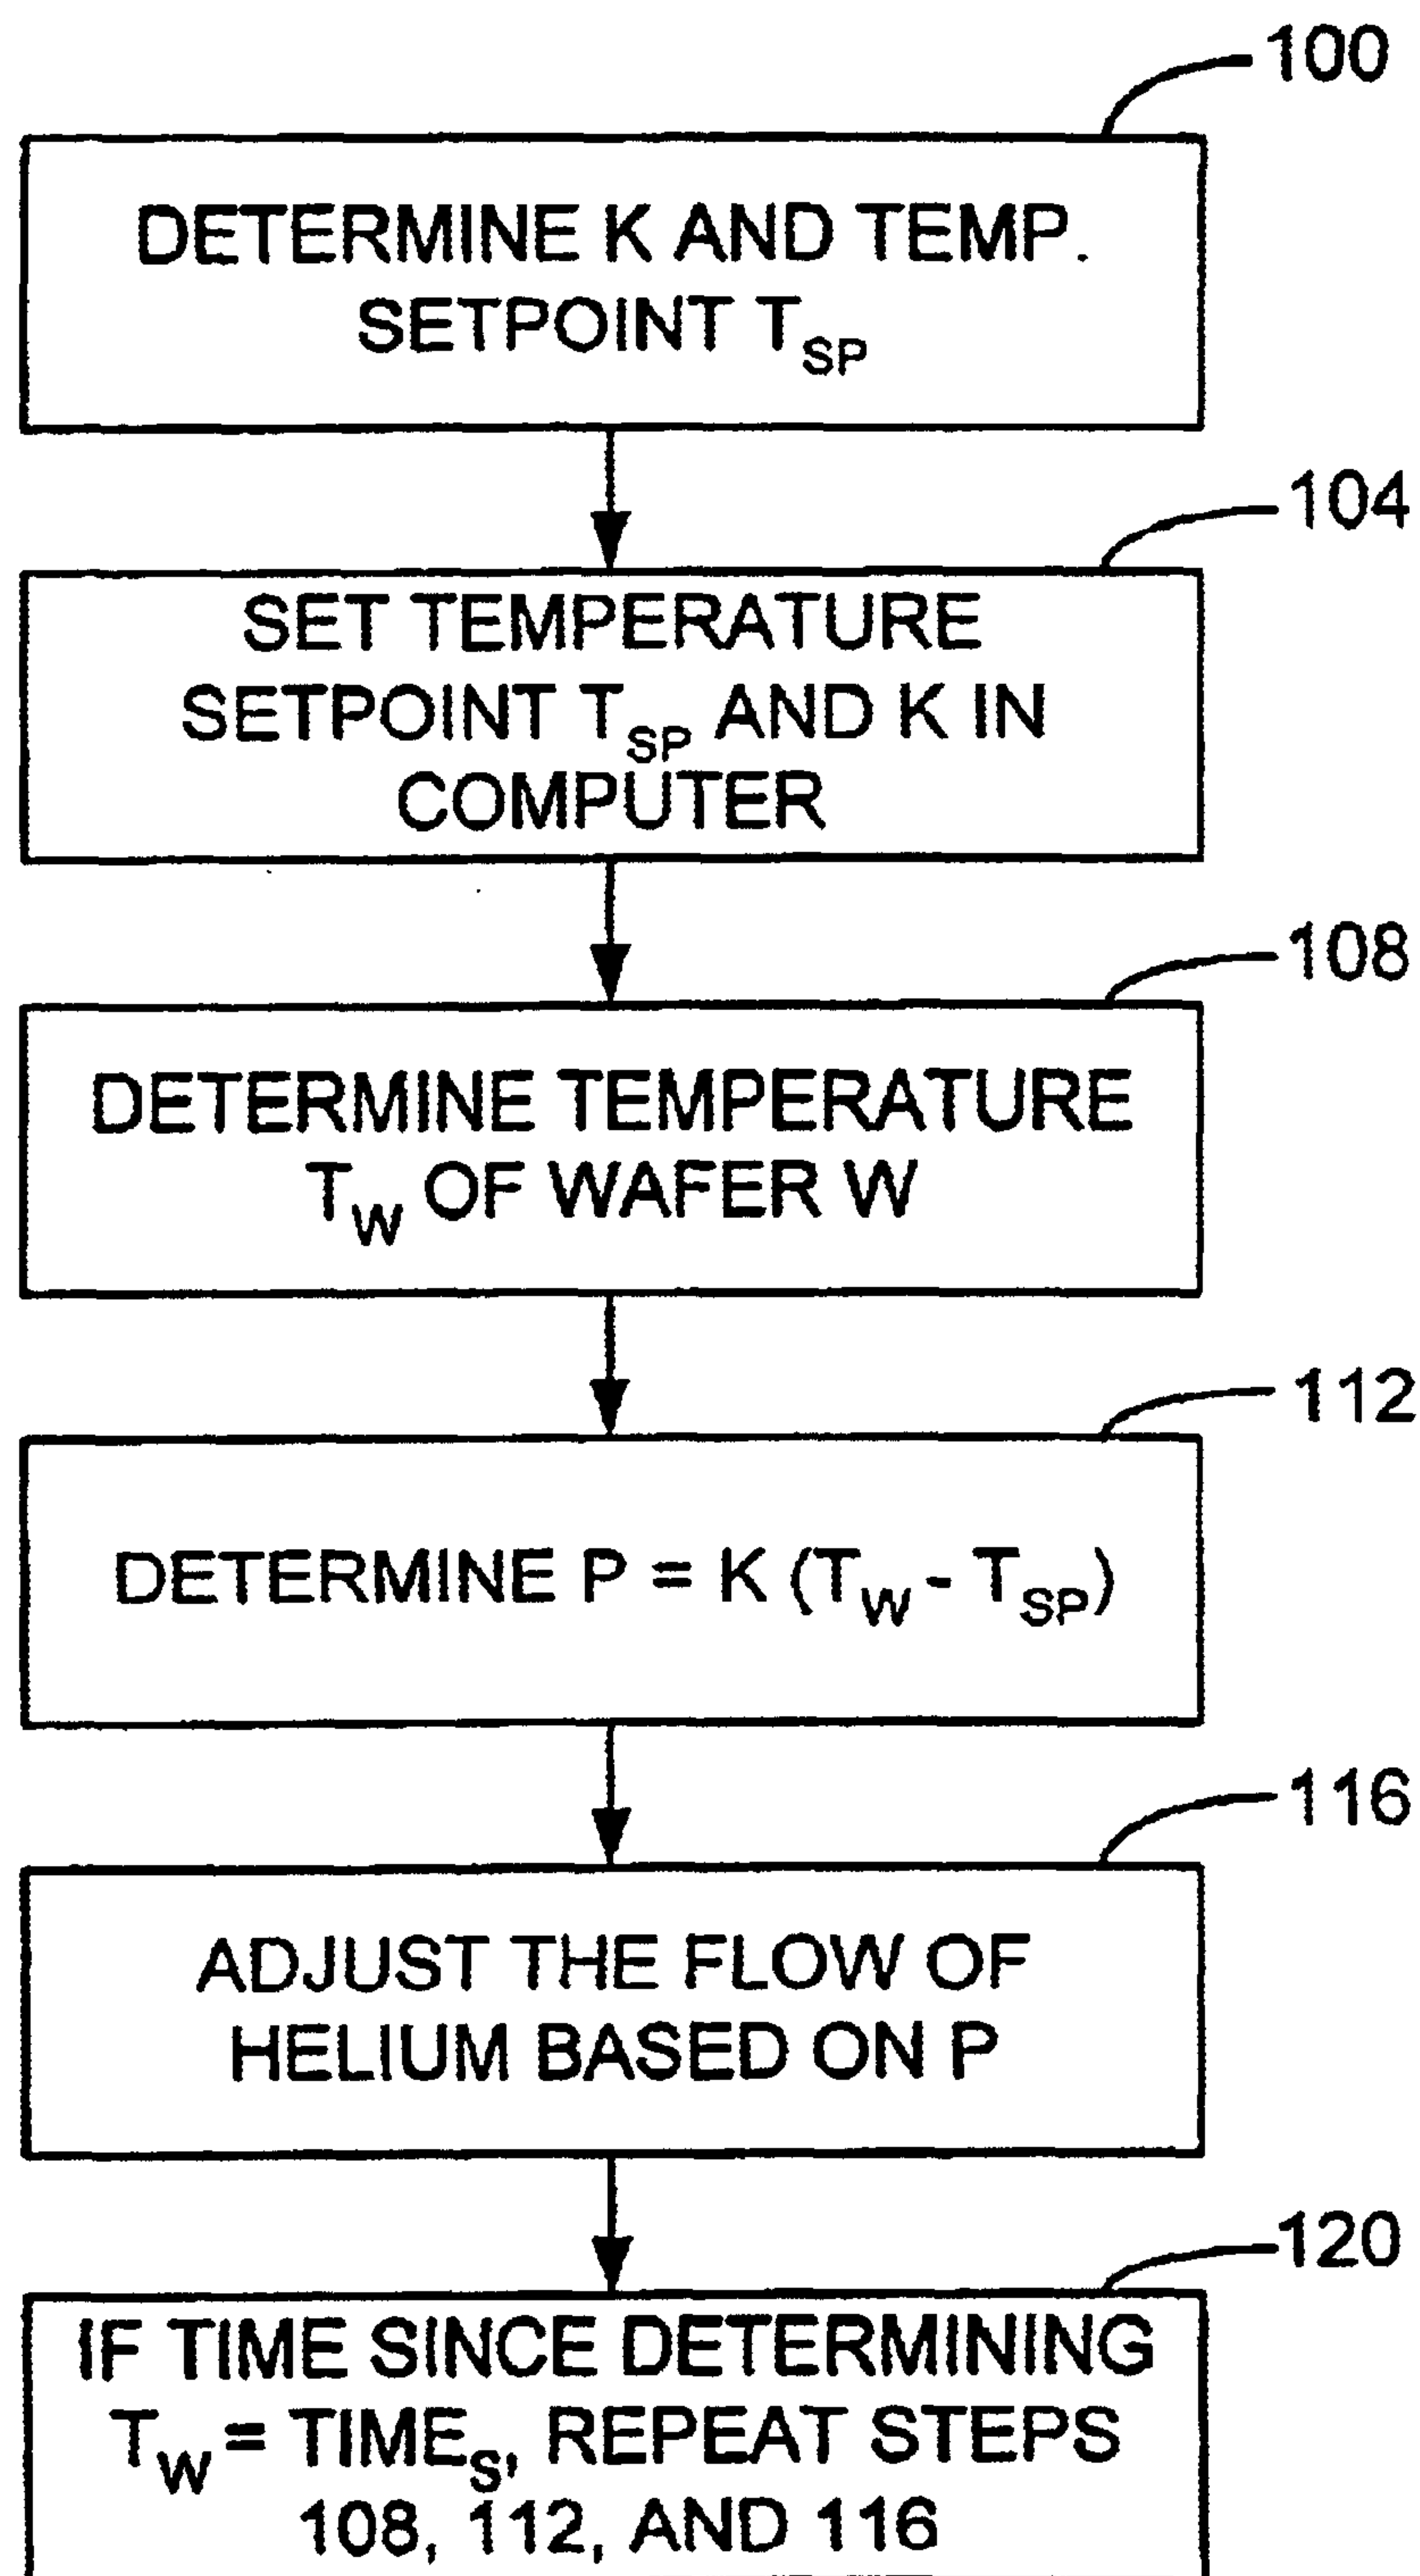 100
DETERMINE K AND TEMP.
SETPOINT T_SP
104
SET TEMPERATURE
SETPOINT T_SP AND K IN
COMPUTER
108
DETERMINE TEMPERATURE
T_W OF WAFER W
112
DETERMINE P = K (T_W - T_SP)
116
ADJUST THE FLOW OF
HELIUM BASED ON P
120
IF TIME SINCE DETERMINING
T_W = TIME_S, REPEAT STEPS
108, 112, AND 116